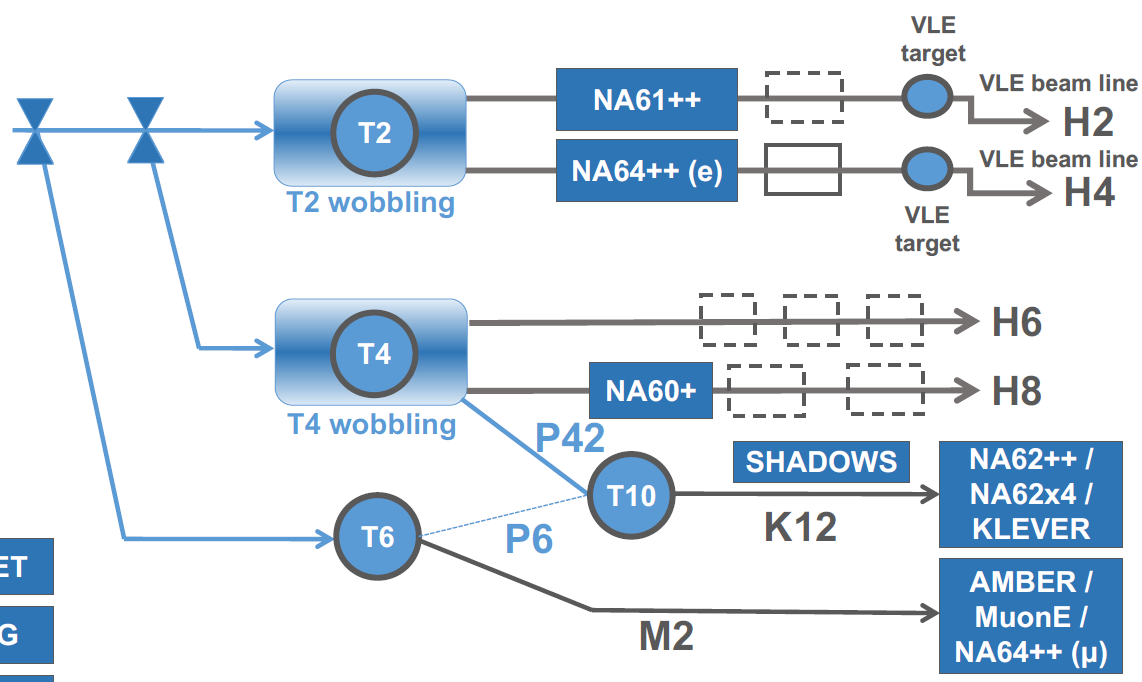 VLE
target
VLE beam line
NA61++
H2
T2
VLE beam line
NA64++ (e)
H4
T2 wobbling
VLE
target
H6
T4
NA60+
H8
T4 wobbling
P42
SHADOWS
NA62++ /
NA62x4 /
KLEVER
T10
K12
T6
P6
ET
AMBER /
MuonE /
NA64++ (µ)
M2
G